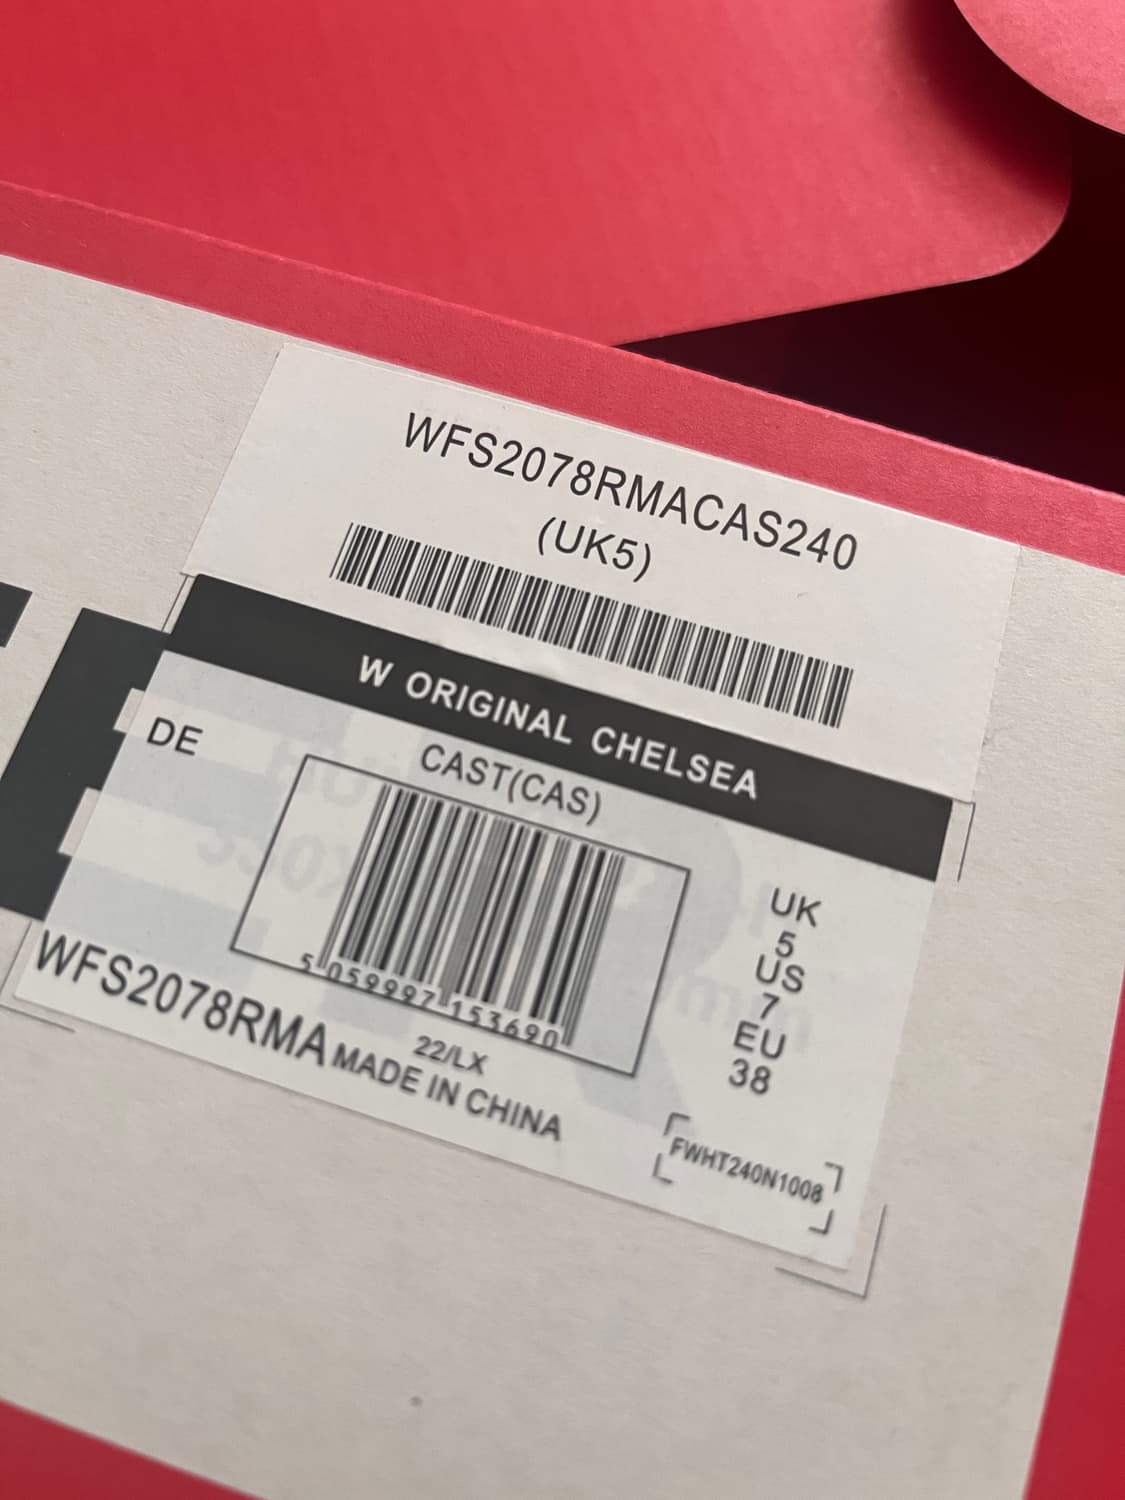 WFS2078RMACAS240
(UK5)
W ORIGINAL CHELSEA
DE
CAST(CAS)
5 059997 153690
UK
5
US
7
EU
38
WFS2078RMA
22/LX
MADE IN CHINA
FWHT240N1008